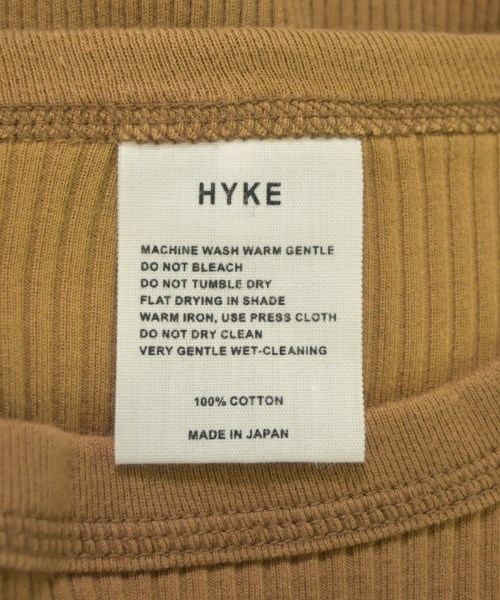 HYKE
MACHINE WASH WARM GENTLE
DO NOT BLEACH
DO NOT TUMBLE DRY
FLAT DRYING IN SHADE
WARM IRON, USE PRESS CLOTH
DO NOT DRY CLEAN
VERY GENTLE WET-CLEANING
100% COTTON
MADE IN JAPAN